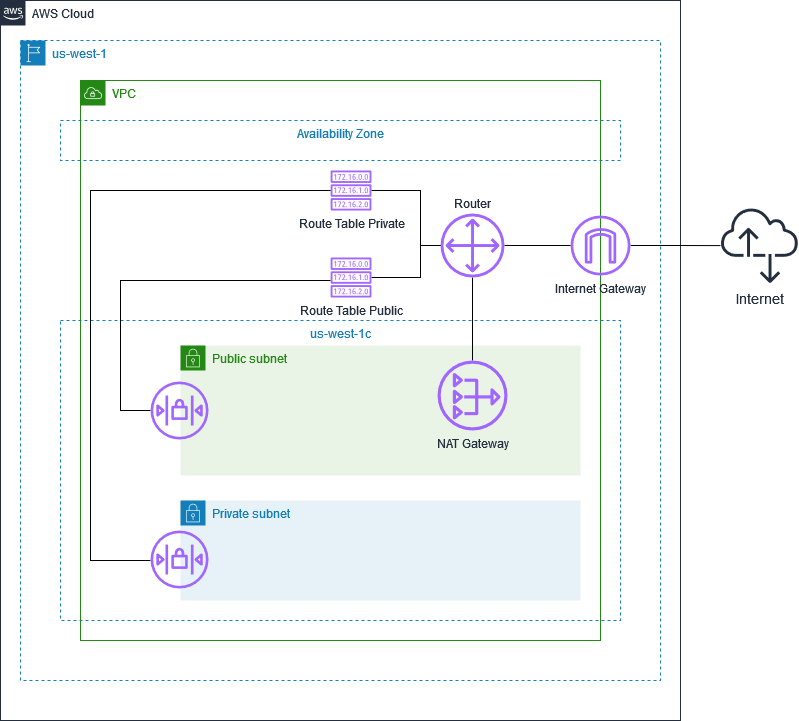 aws
AWS Cloud
us-west-1
VPC
Availability Zone
172.16.0.0
172.16.1.0
172.16.2.0
Route Table Private
Router
172.16.0.0
172.16.1.0
172.16.2.0
Internet Gateway
Internet
Route Table Public
us-west-1c
Public subnet
NAT Gateway
Private subnet